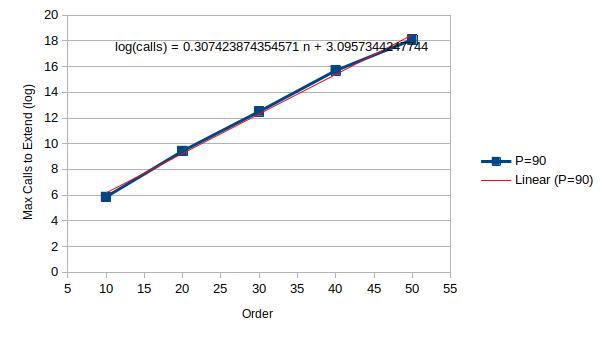 20
18
16
14
12
10
8
6
4
2
0
log(calls) = 0.307423874354571 n + 3.0957344247744
Max Calls to Extend (log)
5 10 15 20 25 30 35 40 45 50 55
Order
P=90
Linear (P=90)